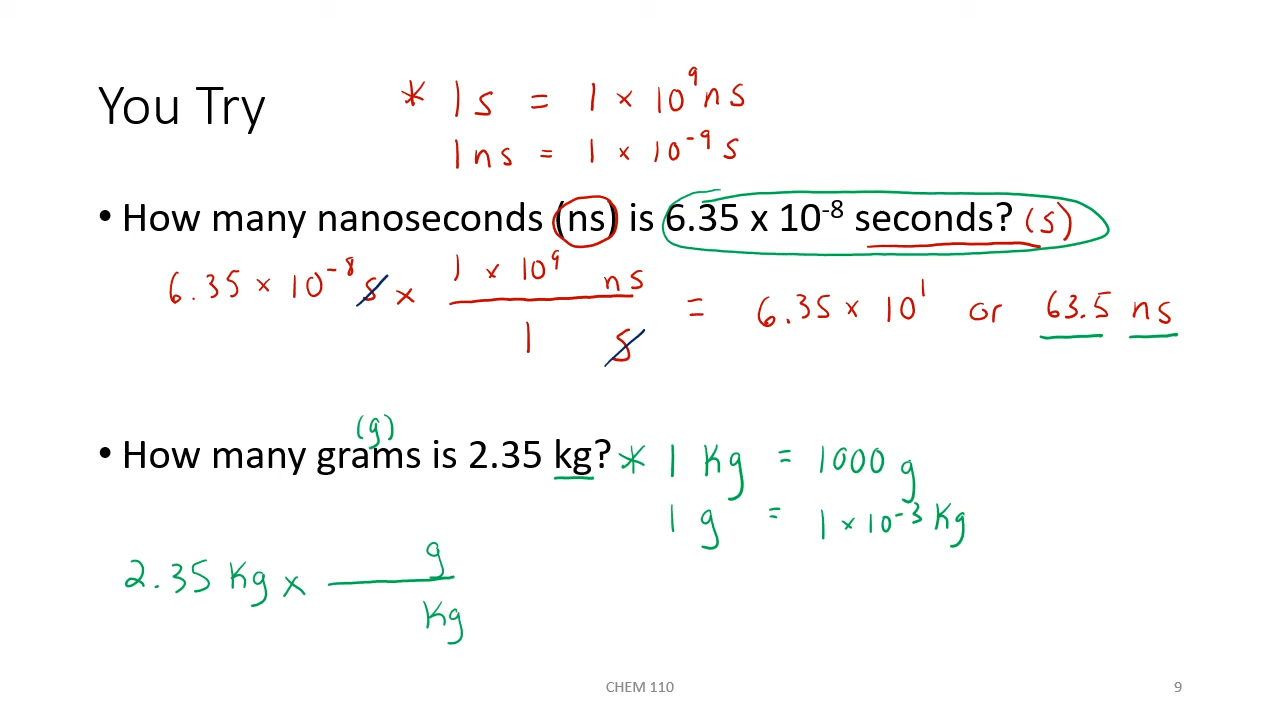 You Try
* 1 s = 1 × 10⁹ ns
1 ns = 1 × 10⁻⁹ s
• How many nanoseconds (ns) is 6.35 x 10⁻⁸ seconds? (s)
6.35 × 10⁻⁸ s × 1 × 10⁹ ns
1 s
= 6.35 × 10¹ or 63.5 ns
(g)
• How many grams is 2.35 kg? * 1 Kg = 1000 g
1 g = 1 × 10⁻³ Kg
2.35 Kg × g
Kg
CHEM 110
9